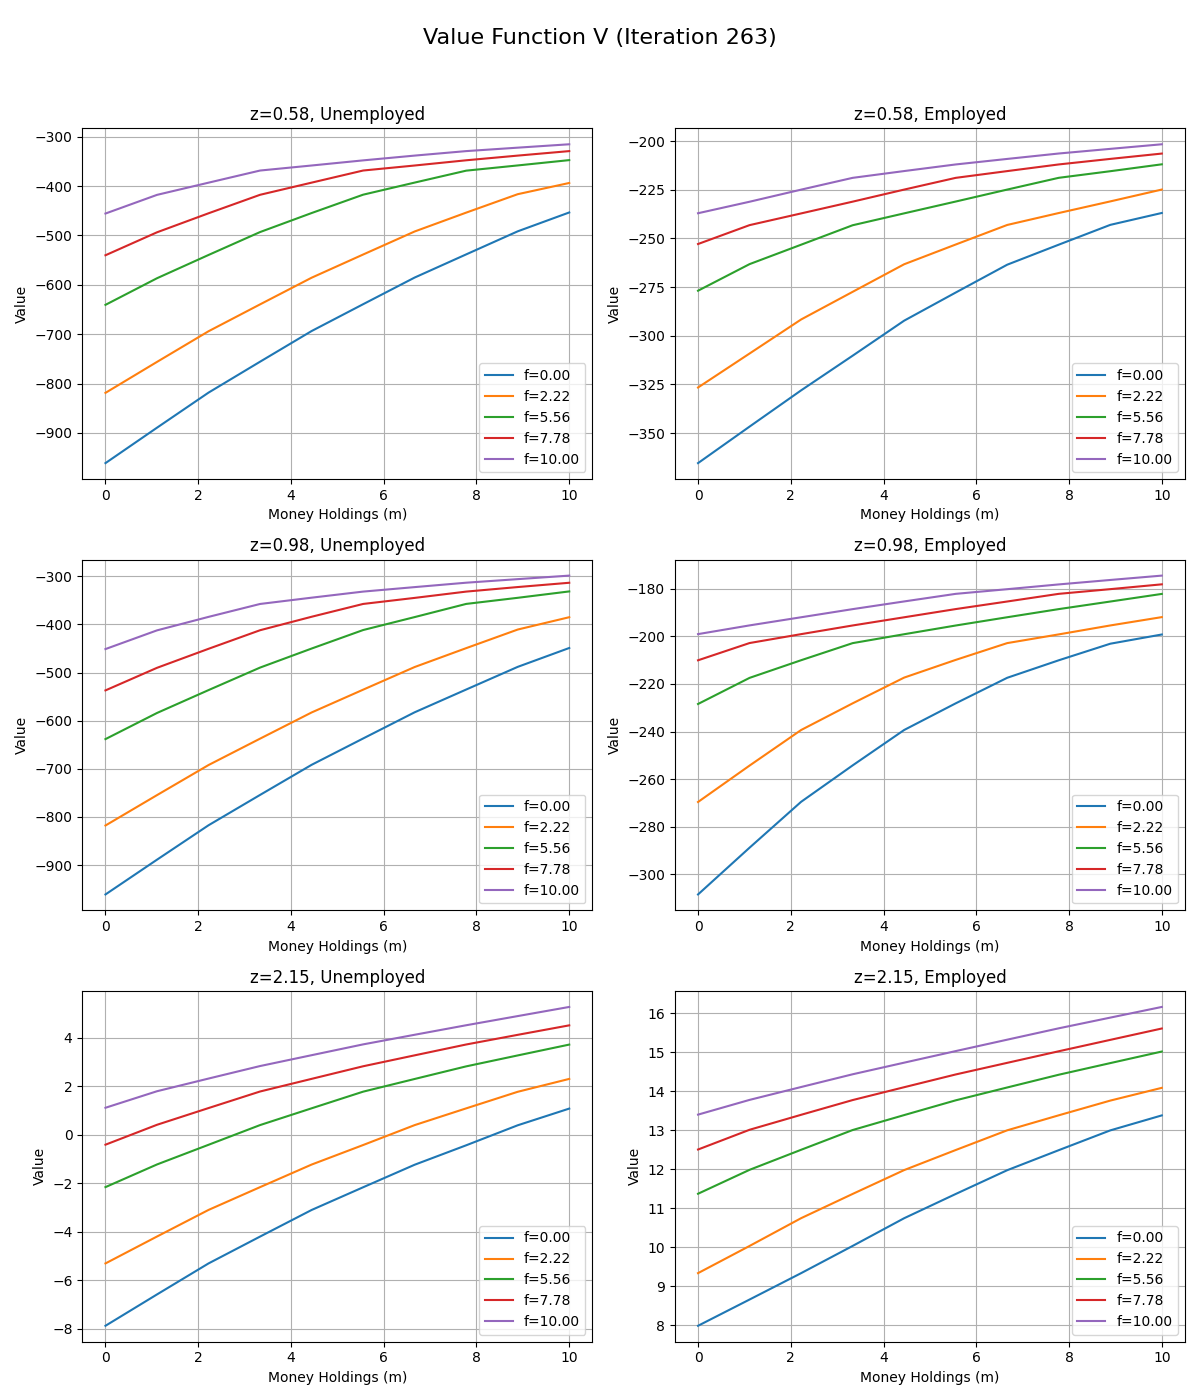 Value Function V (Iteration 263)
z=0.58, Unemployed
−300
−400
−500
−600
−700
−800
−900
Value
0 2 4 6 8 10
Money Holdings (m)
f=0.00
f=2.22
f=5.56
f=7.78
f=10.00
z=0.58, Employed
−200
−225
−250
−275
−300
−325
−350
Value
0 2 4 6 8 10
Money Holdings (m)
f=0.00
f=2.22
f=5.56
f=7.78
f=10.00
z=0.98, Unemployed
−300
−400
−500
−600
−700
−800
−900
Value
0 2 4 6 8 10
Money Holdings (m)
f=0.00
f=2.22
f=5.56
f=7.78
f=10.00
z=0.98, Employed
−180
−200
−220
−240
−260
−280
−300
Value
0 2 4 6 8 10
Money Holdings (m)
f=0.00
f=2.22
f=5.56
f=7.78
f=10.00
z=2.15, Unemployed
4
2
0
−2
−4
−6
−8
Value
0 2 4 6 8 10
Money Holdings (m)
f=0.00
f=2.22
f=5.56
f=7.78
f=10.00
z=2.15, Employed
16
15
14
13
12
11
10
9
8
Value
0 2 4 6 8 10
Money Holdings (m)
f=0.00
f=2.22
f=5.56
f=7.78
f=10.00